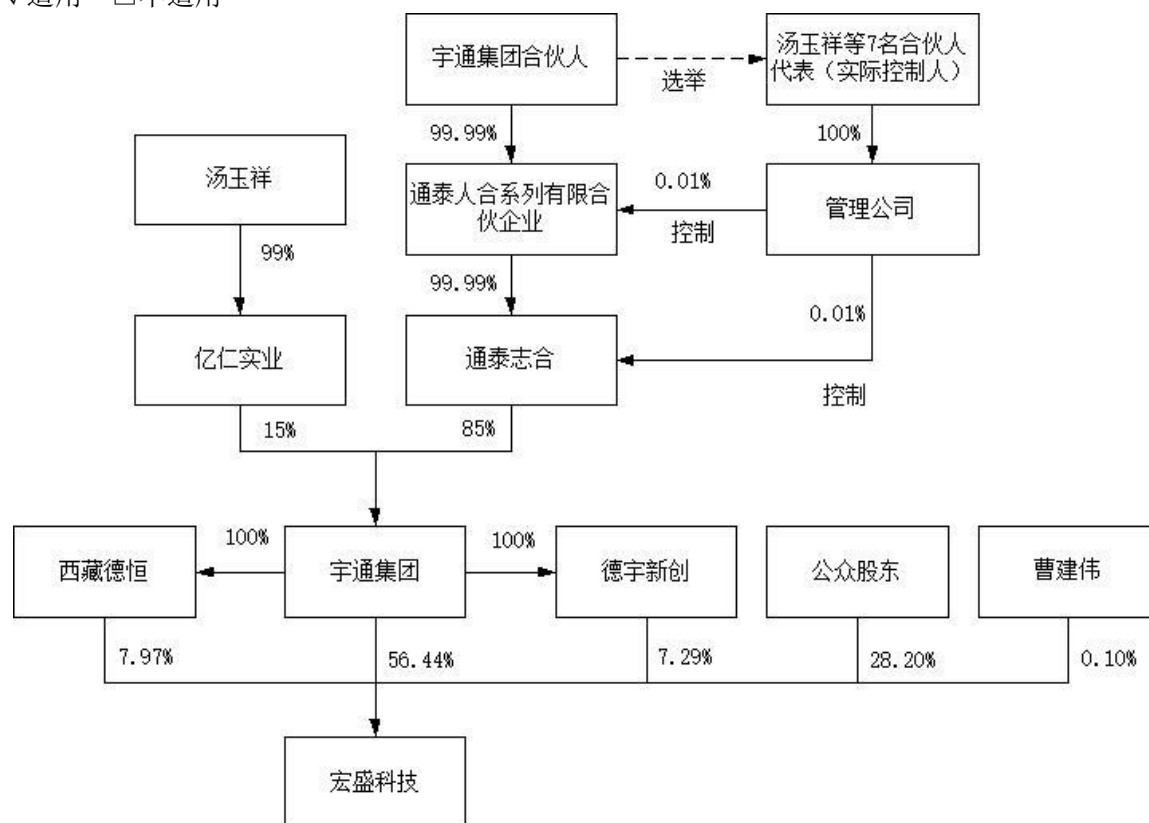 √适用 □不适用
宇通集团合伙人
选举
汤玉祥等7名合伙人
代表（实际控制人）
99.99%
100%
汤玉祥
通泰人合系列有限合
伙企业
0.01%
控制
管理公司
99%
99.99%
0.01%
亿仁实业
通泰志合
控制
15%
85%
西藏德恒
100%
宇通集团
100%
德宇新创
公众股东
曹建伟
7.97%
56.44%
7.29%
28.20%
0.10%
宏盛科技